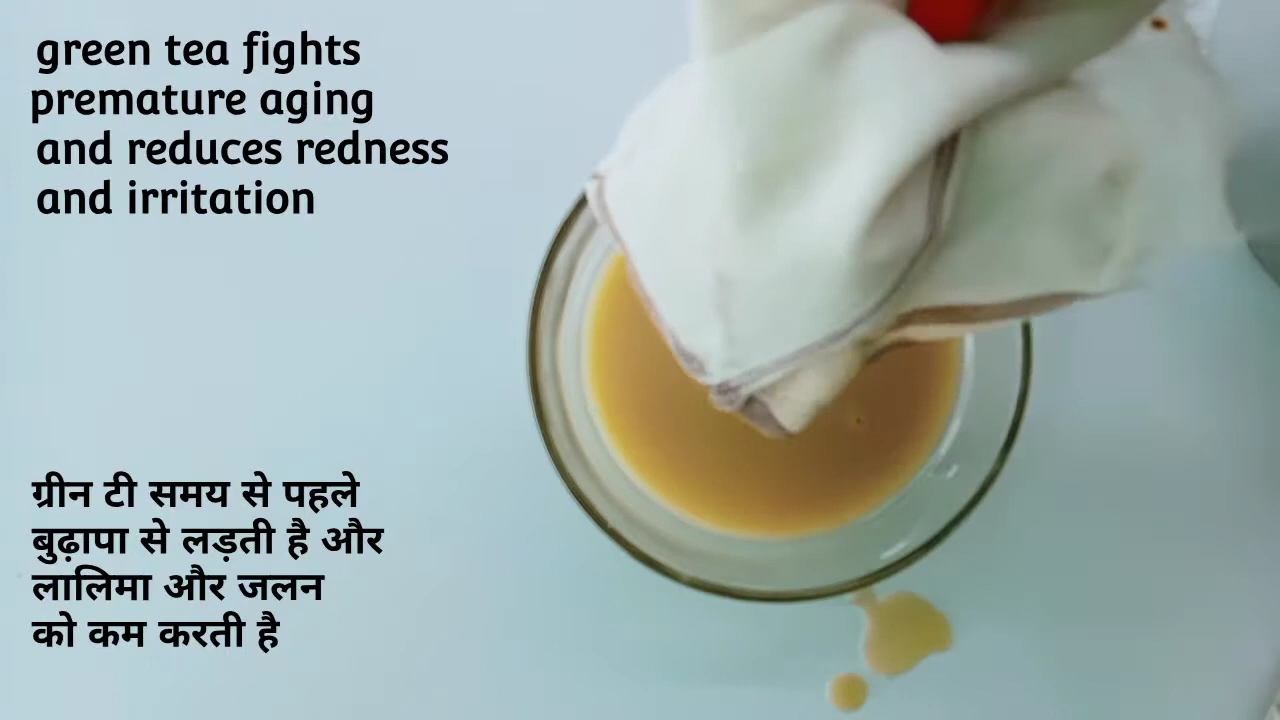 green tea fights
premature aging
and reduces redness
and irritation
ग्रीन टी समय से पहले
बुढ़ापा से लड़ती है और
लालिमा और जलन
को कम करती है